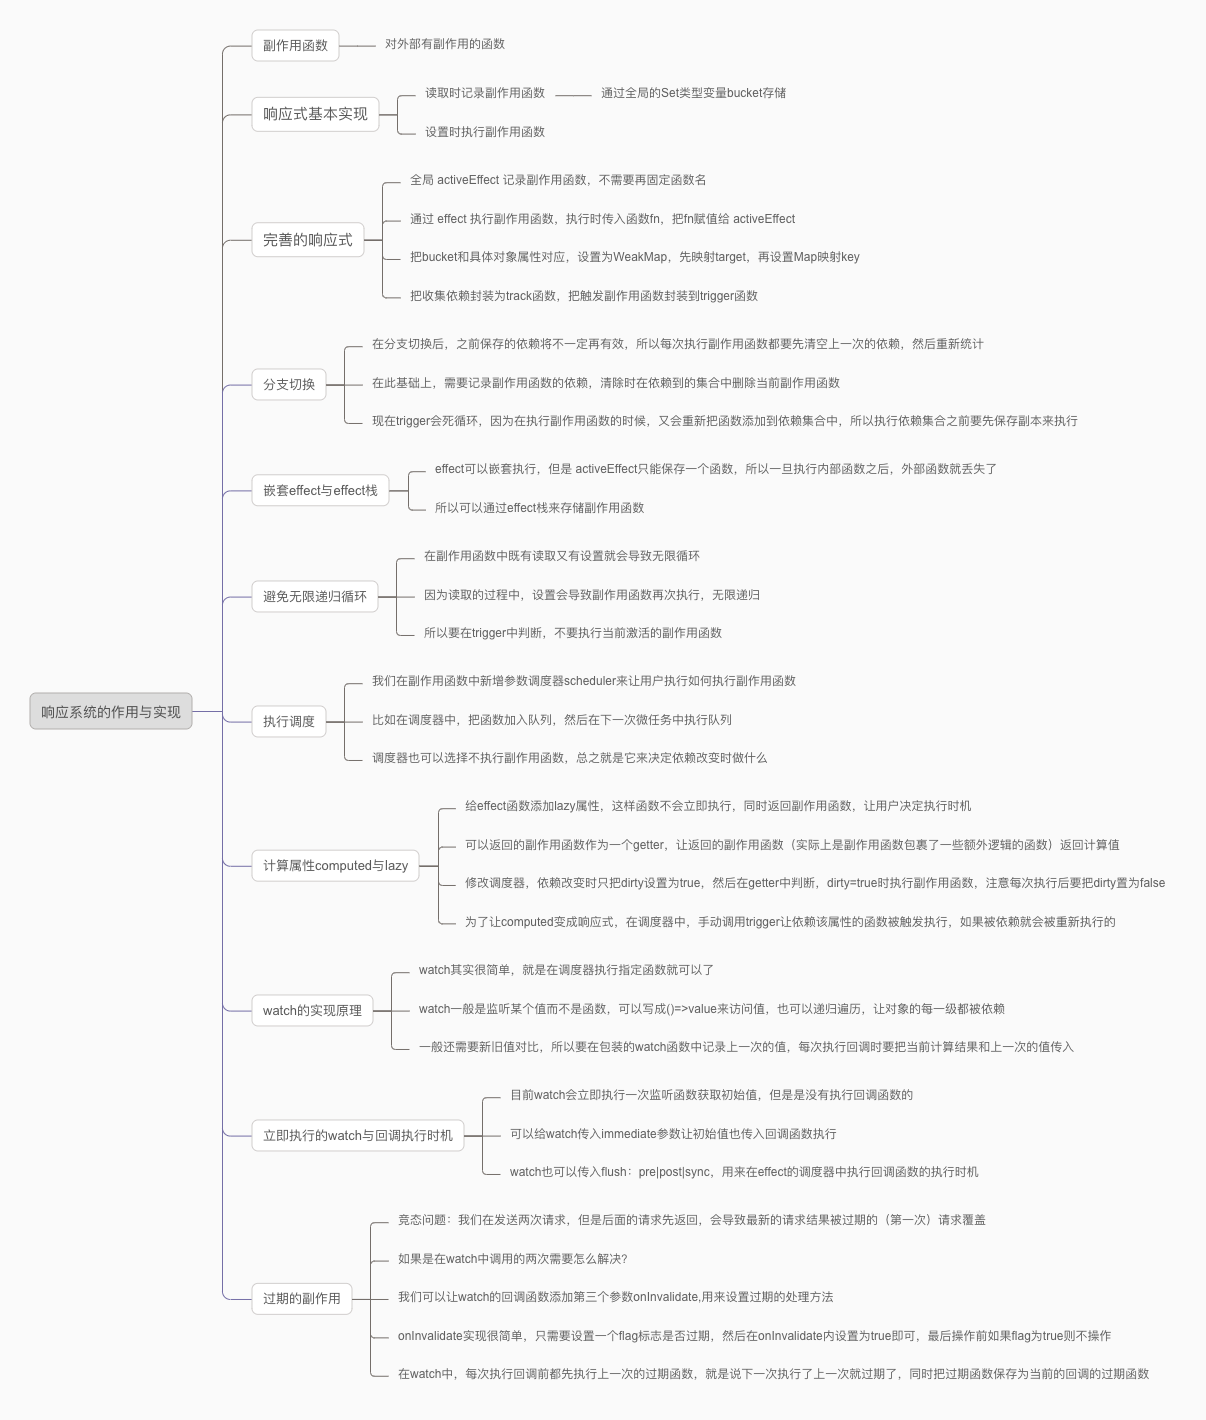 响应系统的作用与实现
副作用函数
对外部有副作用的函数
响应式基本实现
读取时记录副作用函数
通过全局的Set类型变量bucket存储
设置时执行副作用函数
完善的响应式
全局 activeEffect 记录副作用函数，不需要再固定函数名
通过 effect 执行副作用函数，执行时传入函数fn，把fn赋值给 activeEffect
把bucket和具体对象属性对应，设置为WeakMap，先映射target，再设置Map映射key
把收集依赖封装为track函数，把触发副作用函数封装到trigger函数
分支切换
在分支切换后，之前保存的依赖将不一定再有效，所以每次执行副作用函数都要先清空上一次的依赖，然后重新统计
在此基础上，需要记录副作用函数的依赖，清除时在依赖到的集合中删除当前副作用函数
现在trigger会死循环，因为在执行副作用函数的时候，又会重新把函数添加到依赖集合中，所以执行依赖集合之前要先保存副本来执行
嵌套effect与effect栈
effect可以嵌套执行，但是 activeEffect只能保存一个函数，所以一旦执行内部函数之后，外部函数就丢失了
所以可以通过effect栈来存储副作用函数
避免无限递归循环
在副作用函数中既有读取又有设置就会导致无限循环
因为读取的过程中，设置会导致副作用函数再次执行，无限递归
所以要在trigger中判断，不要执行当前激活的副作用函数
执行调度
我们在副作用函数中新增参数调度器scheduler来让用户执行如何执行副作用函数
比如在调度器中，把函数加入队列，然后在下一次微任务中执行队列
调度器也可以选择不执行副作用函数，总之就是它来决定依赖改变时做什么
计算属性computed与lazy
给effect函数添加lazy属性，这样函数不会立即执行，同时返回副作用函数，让用户决定执行时机
可以返回的副作用函数作为一个getter，让返回的副作用函数（实际上是副作用函数包裹了一些额外逻辑的函数）返回计算值
修改调度器，依赖改变时只把dirty设置为true，然后在getter中判断，dirty=true时执行副作用函数，注意每次执行后要把dirty置为false
为了让computed变成响应式，在调度器中，手动调用trigger让依赖该属性的函数被触发执行，如果被依赖就会被重新执行的
watch的实现原理
watch其实很简单，就是在调度器执行指定函数就可以了
watch一般是监听某个值而不是函数，可以写成()=>value来访问值，也可以递归遍历，让对象的每一级都被依赖
一般还需要新旧值对比，所以要在包装的watch函数中记录上一次的值，每次执行回调时要把当前计算结果和上一次的值传入
立即执行的watch与回调执行时机
目前watch会立即执行一次监听函数获取初始值，但是是没有执行回调函数的
可以给watch传入immediate参数让初始值也传入回调函数执行
watch也可以传入flush：pre|post|sync，用来在effect的调度器中执行回调函数的执行时机
过期的副作用
竞态问题：我们在发送两次请求，但是后面的请求先返回，会导致最新的请求结果被过期的（第一次）请求覆盖
如果是在watch中调用的两次需要怎么解决？
我们可以让watch的回调函数添加第三个参数onInvalidate,用来设置过期的处理方法
onInvalidate实现很简单，只需要设置一个flag标志是否过期，然后在onInvalidate内设置为true即可，最后操作前如果flag为true则不操作
在watch中，每次执行回调前都先执行上一次的过期函数，就是说下一次执行了上一次就过期了，同时把过期函数保存为当前的回调的过期函数